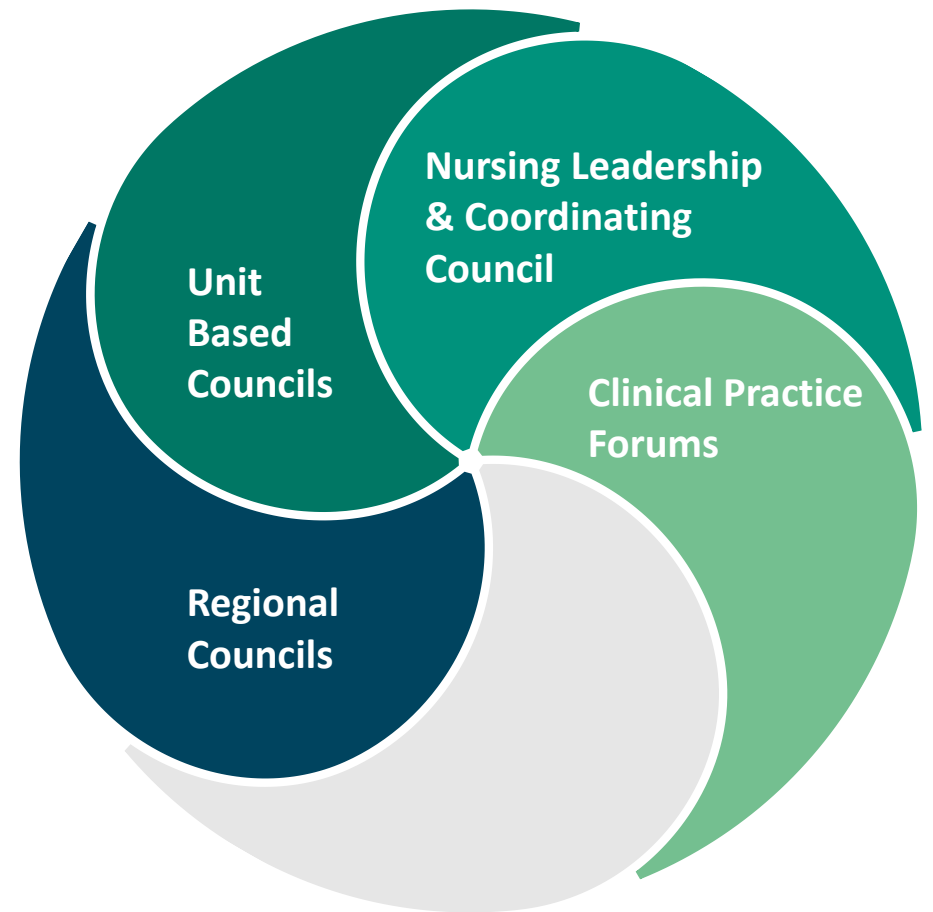 Nursing Leadership
& Coordinating
Council
Unit
Based
Councils
Clinical Practice
Forums
Regional
Councils